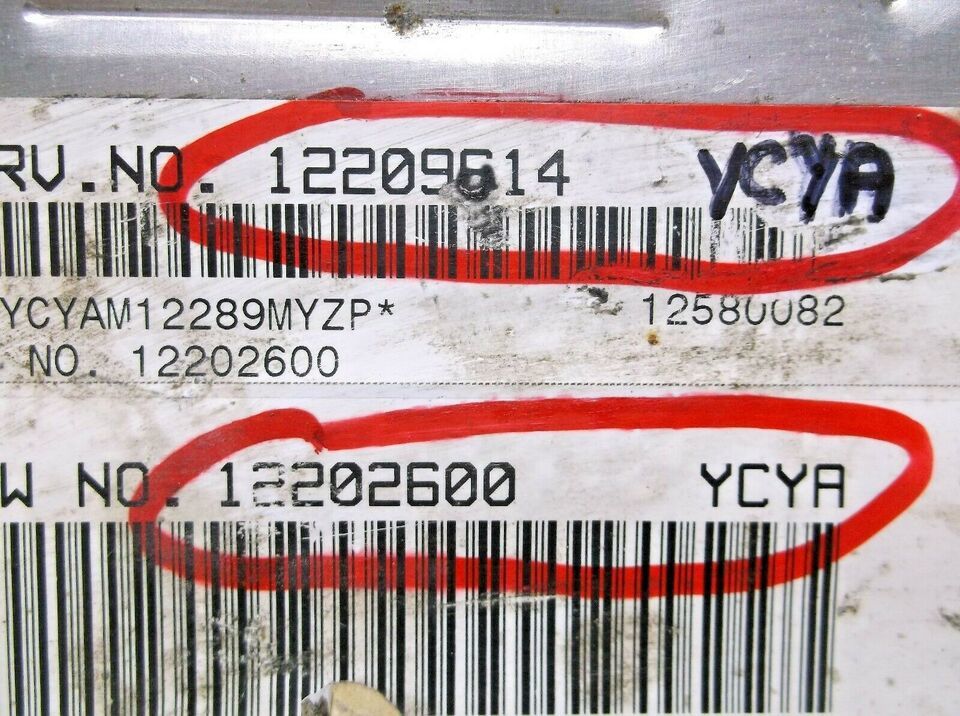 RV.NO. 12209614 YCYA
YCYAM12289MYZP* 12580082
. NO. 12202600
W NO. 12202600 YCYA